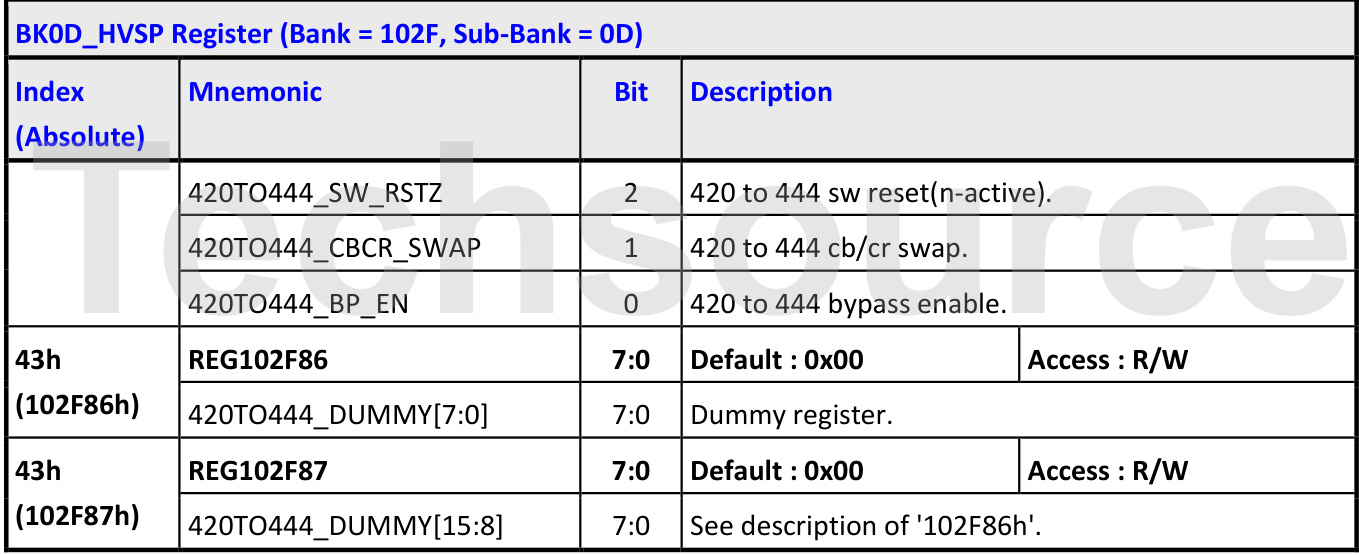 BK0D_HVSP Register (Bank = 102F, Sub-Bank = 0D)
Index (Absolute) Mnemonic Bit Description
420TO444_SW_RSTZ 2 420 to 444 sw reset(n-active).
420TO444_CBCR_SWAP 1 420 to 444 cb/cr swap.
420TO444_BP_EN 0 420 to 444 bypass enable.
43h (102F86h) REG102F86 7:0 Default : 0x00 Access : R/W
420TO444_DUMMY[7:0] 7:0 Dummy register.
43h (102F87h) REG102F87 7:0 Default : 0x00 Access : R/W
420TO444_DUMMY[15:8] 7:0 See description of '102F86h'.
Techsource